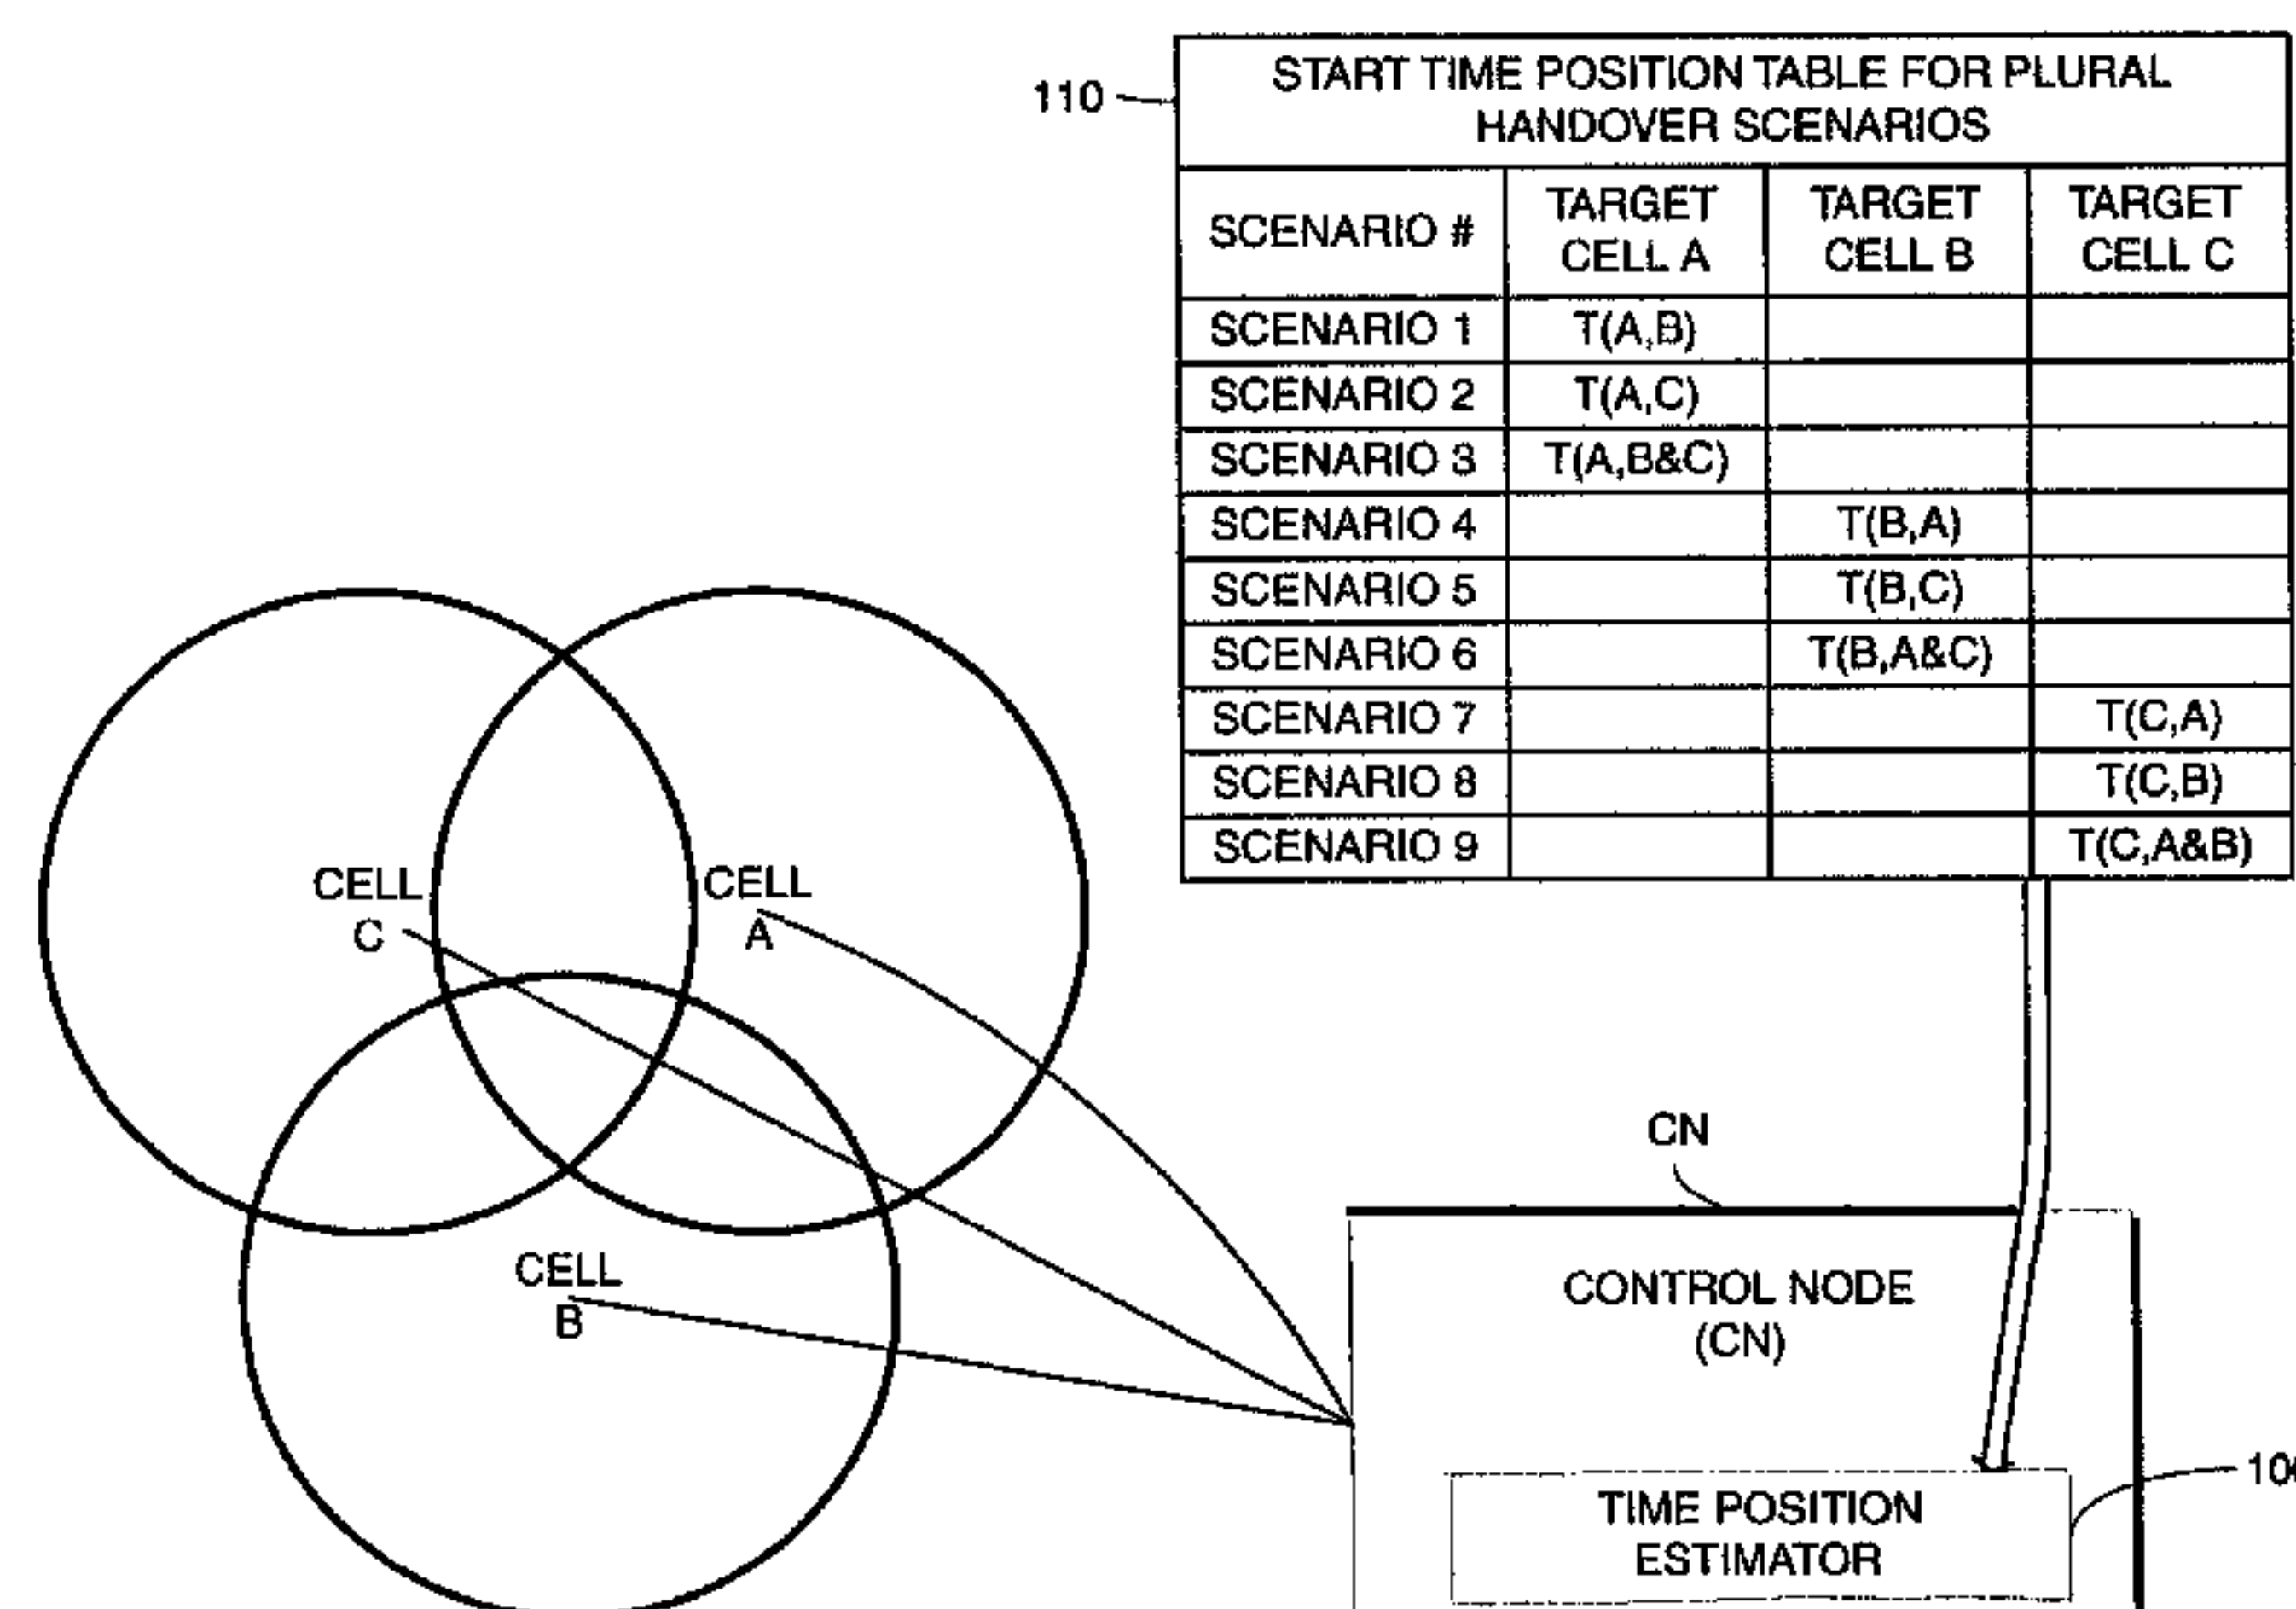 110
START TIME POSITION TABLE FOR PLURAL
HANDOVER SCENARIOS
SCENARIO # TARGET CELL A TARGET CELL B TARGET CELL C
SCENARIO 1 T(A,B)
SCENARIO 2 T(A,C)
SCENARIO 3 T(A,B&C)
SCENARIO 4 T(B,A)
SCENARIO 5 T(B,C)
SCENARIO 6 T(B,A&C)
SCENARIO 7 T(C,A)
SCENARIO 8 T(C,B)
SCENARIO 9 T(C,A&B)
CELL
C
CELL
A
CELL
B
CN
CONTROL NODE
(CN)
TIME POSITION
ESTIMATOR